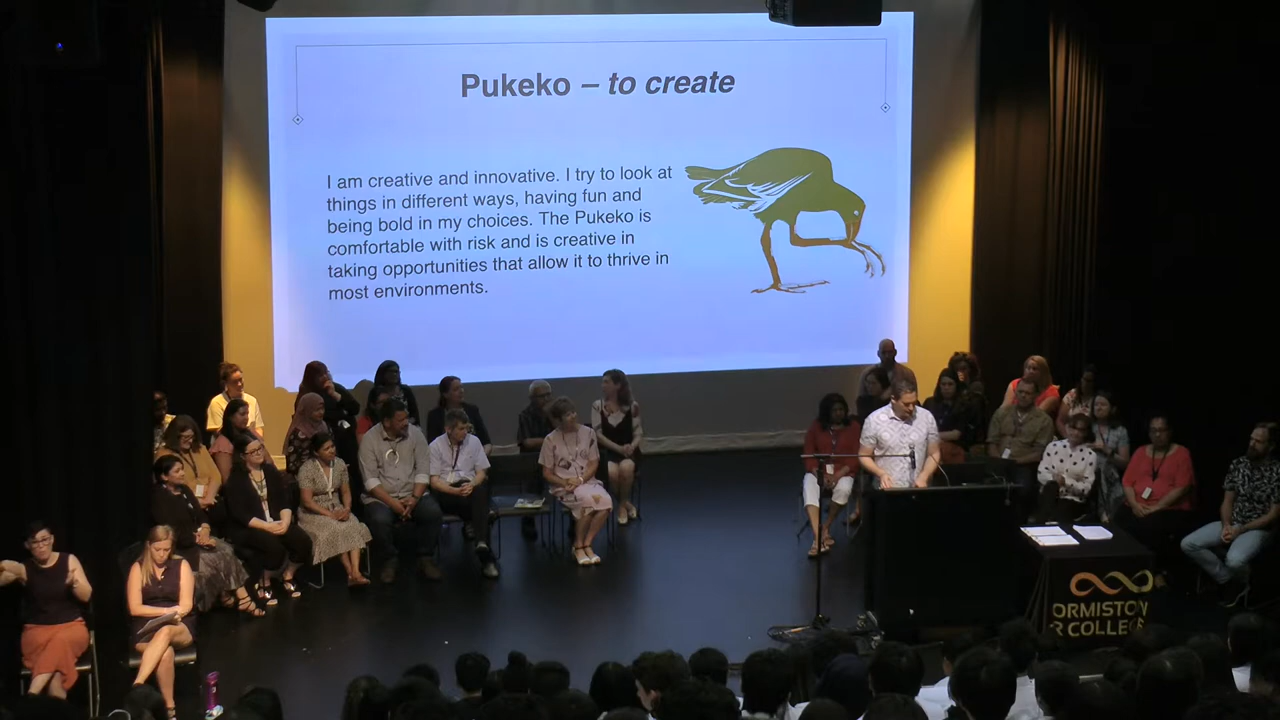 Pukeko – to create
I am creative and innovative. I try to look at
things in different ways, having fun and
being bold in my choices. The Pukeko is
comfortable with risk and is creative in
taking opportunities that allow it to thrive in
most environments.
ORMISTON
R COLLEGE